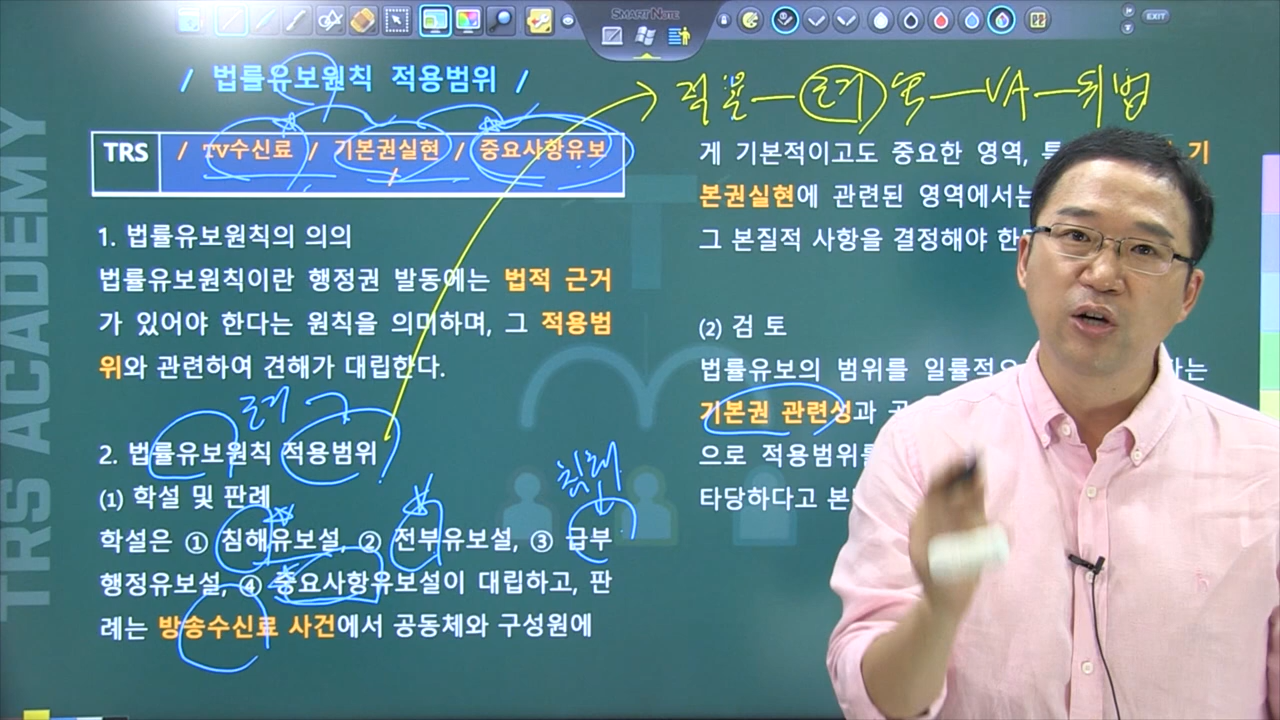 SMART NOTE
EXIT
/ 법률유보원칙 적용범위 /
TRS
/ TV수신료 / 기본권실현 / 중요사항유보
/
1. 법률유보원칙의 의의
법률유보원칙이란 행정권 발동에는 법적 근거
가 있어야 한다는 원칙을 의미하며, 그 적용범
위와 관련하여 견해가 대립한다.
근거
2. 법률유보원칙 적용범위
(1) 학설 및 판례
침해
학설은 ① 침해유보설, ② 전부유보설, ③ 급부
행정유보설, ④ 중요사항유보설이 대립하고, 판
례는 방송수신료 사건에서 공동체와 구성원에
근거 VA 위법
게 기본적이고도 중요한 영역, 기
본권실현에 관련된 영역에서는
그 본질적 사항을 결정해야
(2) 검 토
법률유보의 범위를 는
기본권 관련성과
으로 적용범위를
타당하다고
TRS ACADEMY